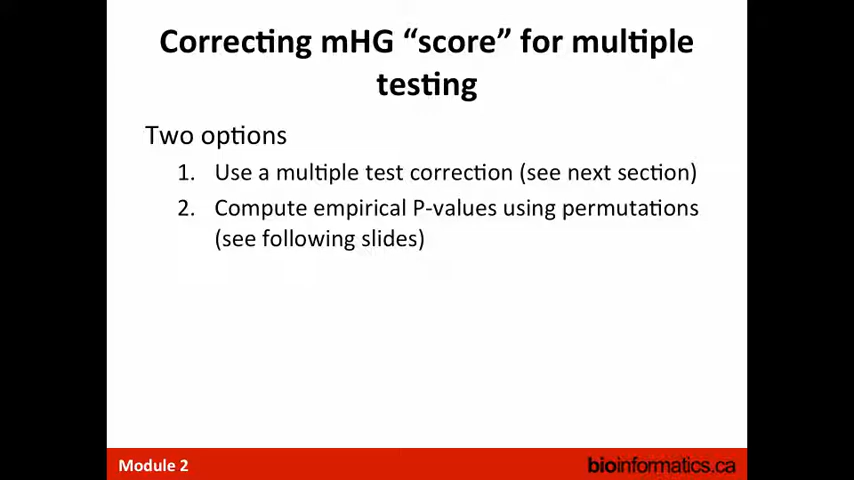 Correcting mHG “score” for multiple
testing
Two options
1. Use a multiple test correction (see next section)
2. Compute empirical P-values using permutations
(see following slides)
Module 2
bioinformatics.ca